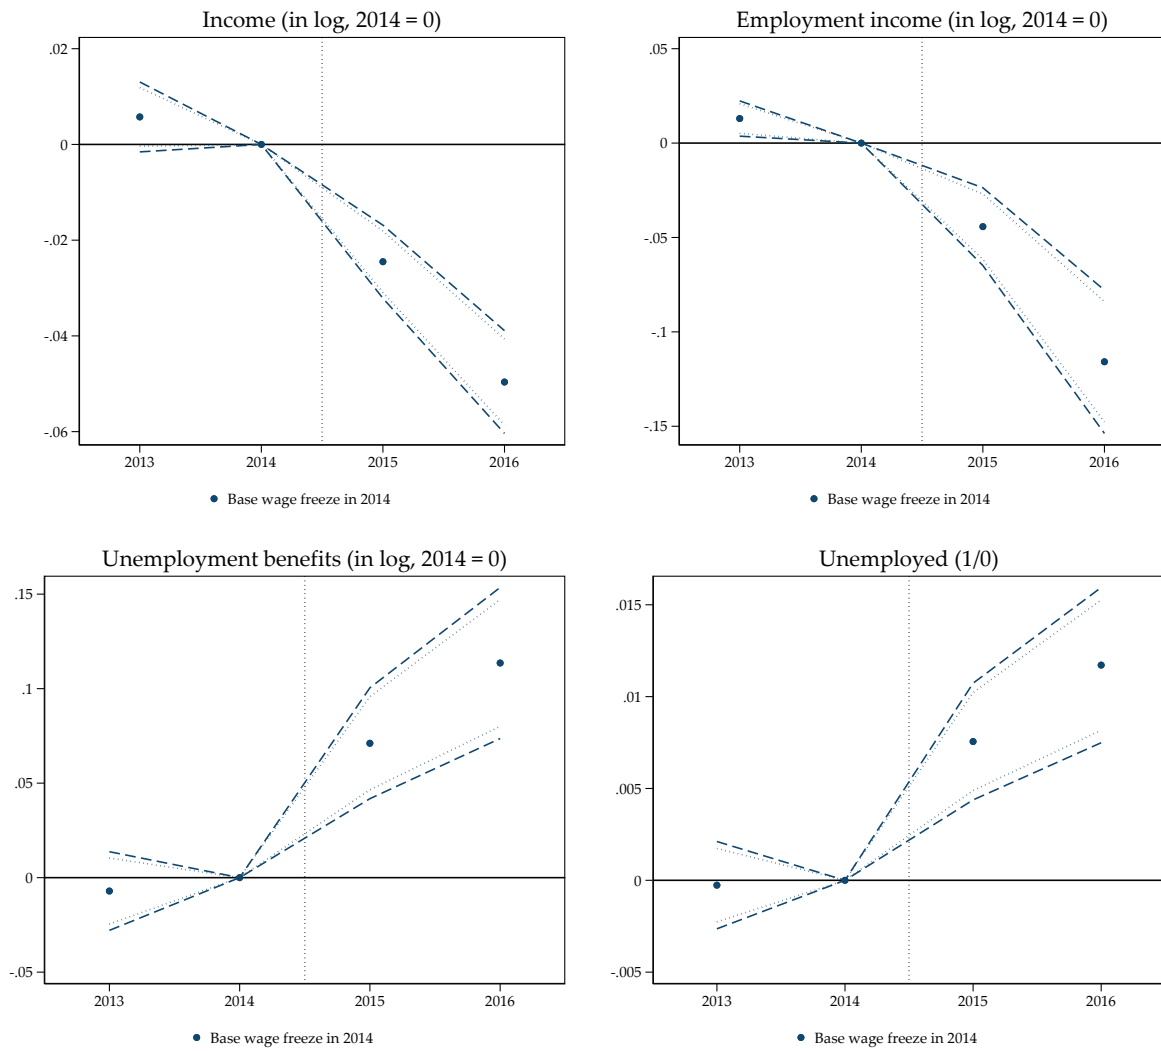 Income (in log, 2014 = 0)
.02
0
-.02
-.04
-.06
2013 2014 2015 2016
Base wage freeze in 2014
Employment income (in log, 2014 = 0)
.05
0
-.05
-.1
-.15
2013 2014 2015 2016
Base wage freeze in 2014
Unemployment benefits (in log, 2014 = 0)
.15
.1
.05
0
-.05
2013 2014 2015 2016
Base wage freeze in 2014
Unemployed (1/0)
.015
.01
.005
0
-.005
2013 2014 2015 2016
Base wage freeze in 2014